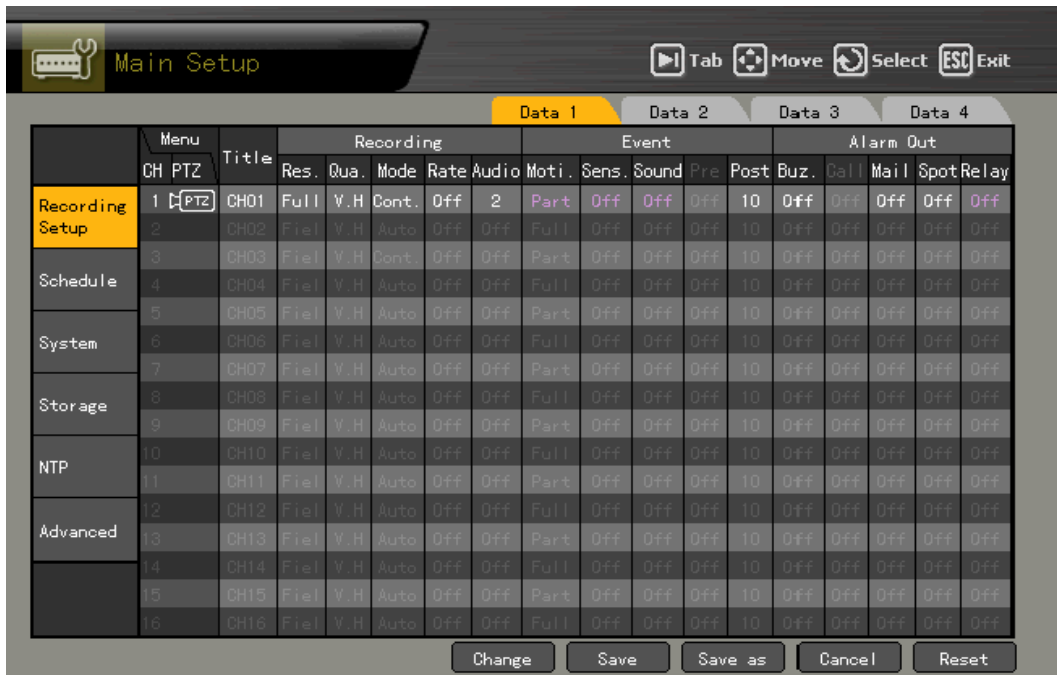 Main Setup
Tab Move Select ESC Exit
Data 1 Data 2 Data 3 Data 4
Menu Recording Event Alarm Out
CH PTZ Title Res. Qua. Mode Rate Audio Moti. Sens. Sound Pre Post Buz. Call Mail Spot Relay
Recording Setup
Schedule
System
Storage
NTP
Advanced
1 PTZ CH01 Full V.H Cont. Off 2 Part Off Off Off 10 Off Off Off Off Off
2 CH02 Fiel V.H Auto Off Off Full Off Off Off 10 Off Off Off Off Off
3 CH03 Fiel V.H Cont. Off Off Part Off Off Off 10 Off Off Off Off Off
4 CH04 Fiel V.H Auto Off Off Full Off Off Off 10 Off Off Off Off Off
5 CH05 Fiel V.H Auto Off Off Part Off Off Off 10 Off Off Off Off Off
6 CH06 Fiel V.H Auto Off Off Full Off Off Off 10 Off Off Off Off Off
7 CH07 Fiel V.H Auto Off Off Part Off Off Off 10 Off Off Off Off Off
8 CH08 Fiel V.H Auto Off Off Full Off Off Off 10 Off Off Off Off Off
9 CH09 Fiel V.H Auto Off Off Part Off Off Off 10 Off Off Off Off Off
10 CH10 Fiel V.H Auto Off Off Full Off Off Off 10 Off Off Off Off Off
11 CH11 Fiel V.H Auto Off Off Part Off Off Off 10 Off Off Off Off Off
12 CH12 Fiel V.H Auto Off Off Full Off Off Off 10 Off Off Off Off Off
13 CH13 Fiel V.H Auto Off Off Part Off Off Off 10 Off Off Off Off Off
14 CH14 Fiel V.H Auto Off Off Full Off Off Off 10 Off Off Off Off Off
15 CH15 Fiel V.H Auto Off Off Part Off Off Off 10 Off Off Off Off Off
16 CH16 Fiel V.H Auto Off Off Full Off Off Off 10 Off Off Off Off Off
Change Save Save as Cancel Reset